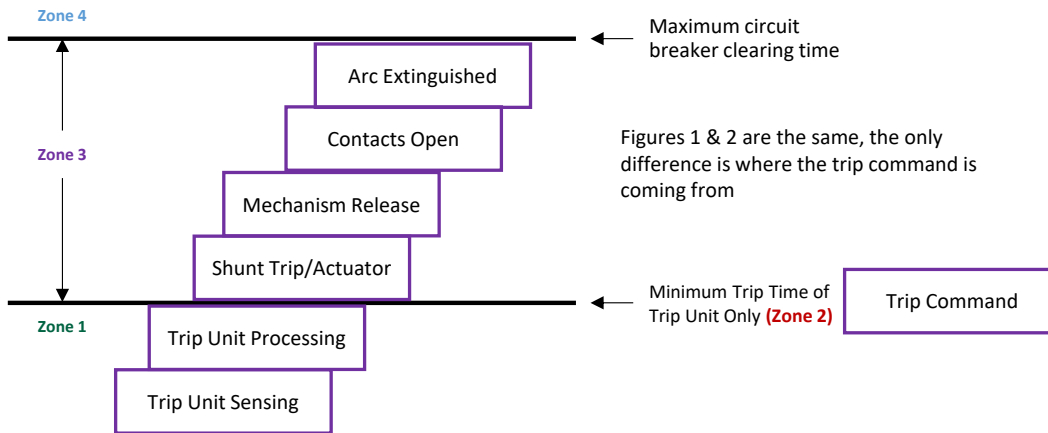 Zone 4
Maximum circuit
breaker clearing time
Arc Extinguished
Contacts Open
Zone 3
Figures 1 & 2 are the same, the only
difference is where the trip command is
coming from
Mechanism Release
Shunt Trip/Actuator
Minimum Trip Time of
Trip Unit Only (Zone 2)
Trip Command
Zone 1
Trip Unit Processing
Trip Unit Sensing